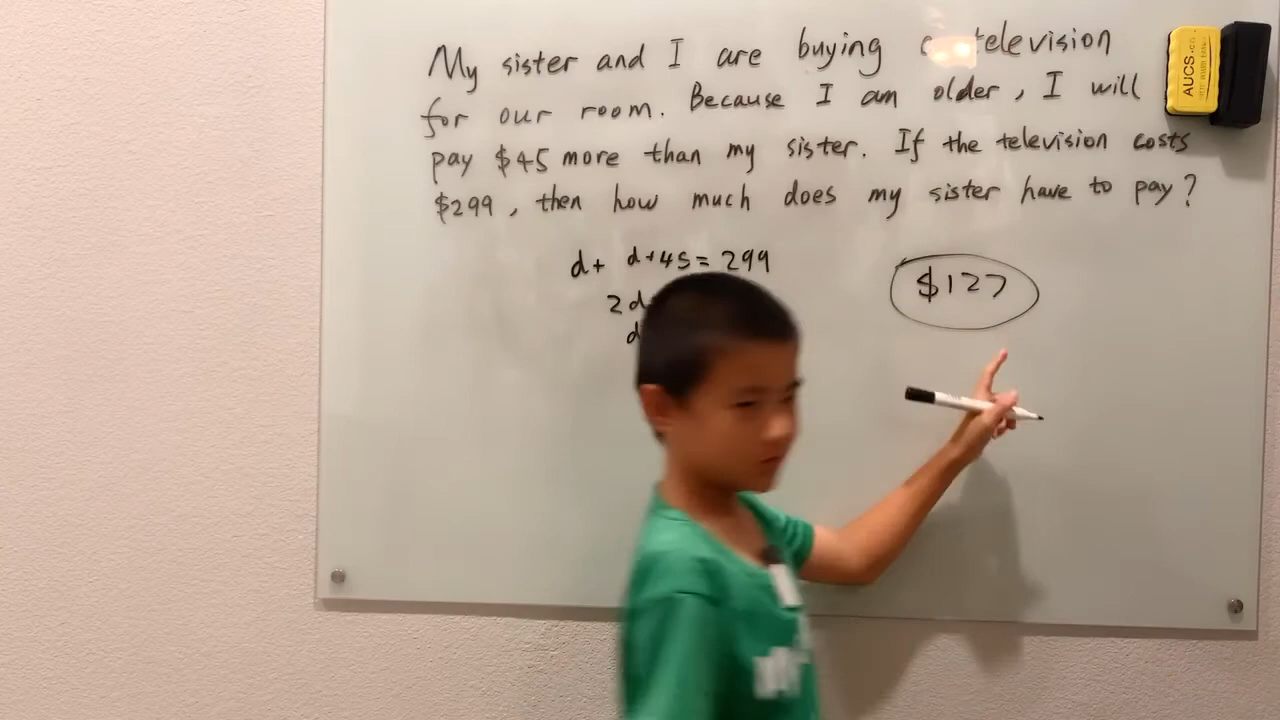 My sister and I are buying television
for our room. Because I am older, I will
pay $45 more than my sister. If the television costs
$299, then how much does my sister have to pay?
d+ d+45= 299
$127
2d
d
AUCS.co